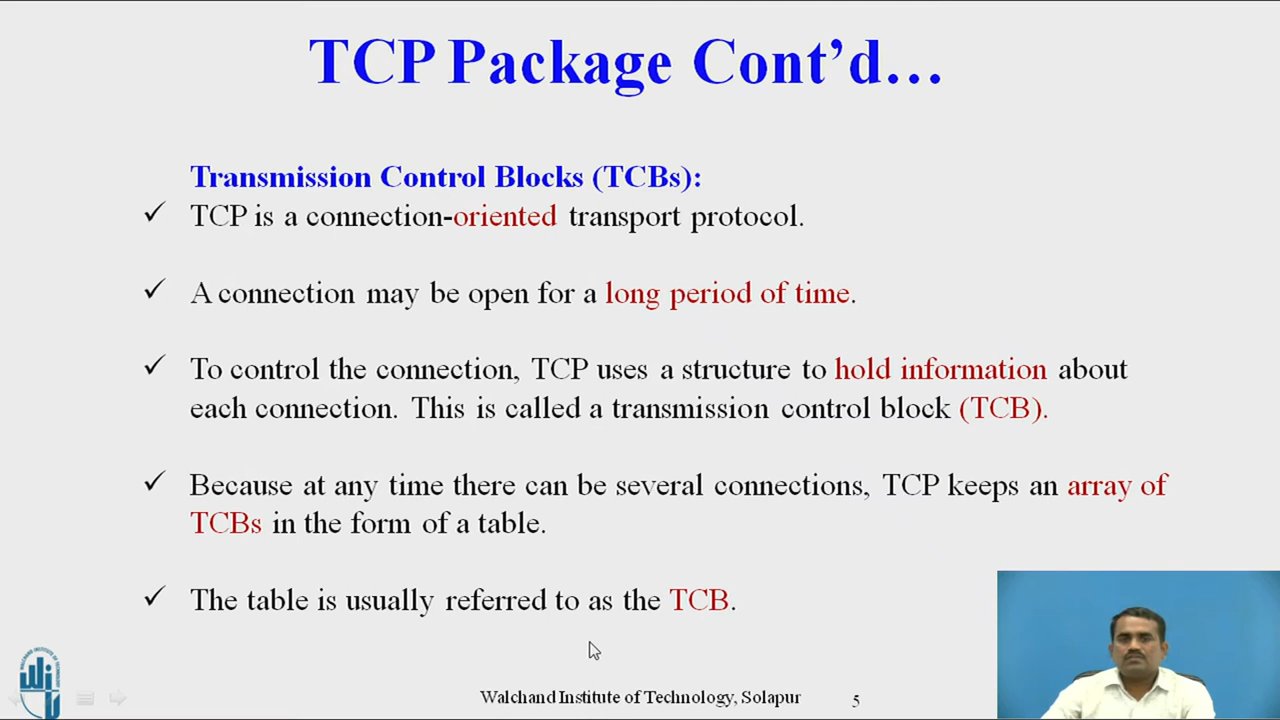 TCP Package Cont’d…
Transmission Control Blocks (TCBs):
✓ TCP is a connection-oriented transport protocol.
✓ A connection may be open for a long period of time.
✓ To control the connection, TCP uses a structure to hold information about
each connection. This is called a transmission control block (TCB).
✓ Because at any time there can be several connections, TCP keeps an array of
TCBs in the form of a table.
✓ The table is usually referred to as the TCB.
Walchand Institute of Technology, Solapur 5